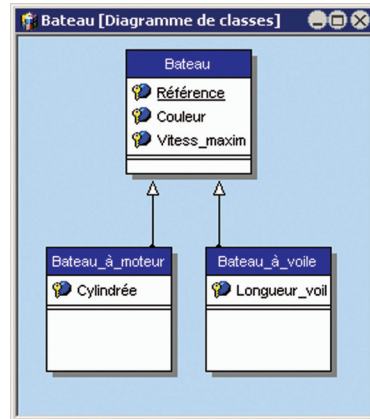 Bateau [Diagramme de classes]
Bateau
Référence
Couleur
Vitess_maxim
Bateau_à_moteur
Cylindrée
Bateau_à_voile
Longueur_voil